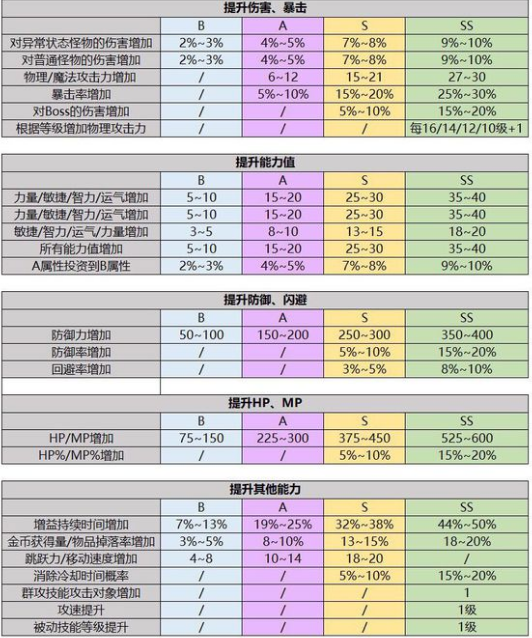 提升伤害、暴击
B A S SS
对异常状态怪物的伤害增加 2%~3% 4%~5% 7%~8% 9%~10%
对普通怪物的伤害增加 2%~3% 4%~5% 7%~8% 9%~10%
物理/魔法攻击力增加 / 6~12 15~21 27~30
暴击率增加 / 5%~10% 15%~20% 25%~30%
对Boss的伤害增加 / / 5%~10% 15%~20%
根据等级增加物理攻击力 / / / 每16/14/12/10级+1
提升能力值
B A S SS
力量/敏捷/智力/运气增加 5~10 15~20 25~30 35~40
力量/敏捷/智力/运气增加 5~10 15~20 25~30 35~40
敏捷/智力/运气/力量增加 3~5 8~10 13~15 18~20
所有能力值增加 5~10 15~20 25~30 35~40
A属性投资到B属性 2%~3% 4%~5% 7%~8% 9%~10%
提升防御、闪避
B A S SS
防御力增加 50~100 150~200 250~300 350~400
防御率增加 / / 5%~10% 15%~20%
回避率增加 / / 3%~5% 8%~10%
提升HP、MP
B A S SS
HP/MP增加 75~150 225~300 375~450 525~600
HP%/MP%增加 / / 5%~10% 15%~20%
提升其他能力
B A S SS
增益持续时间增加 7%~13% 19%~25% 32%~38% 44%~50%
金币获得量/物品掉落率增加 3%~5% 8~10% 13~15% 18~20%
跳跃力/移动速度增加 4~8 10~14 18~20 /
消除冷却时间概率 / / 5%~10% 15%~20%
群攻技能攻击对象增加 / / / 1
攻速提升 / / / 1级
被动技能等级提升 / / / 1级